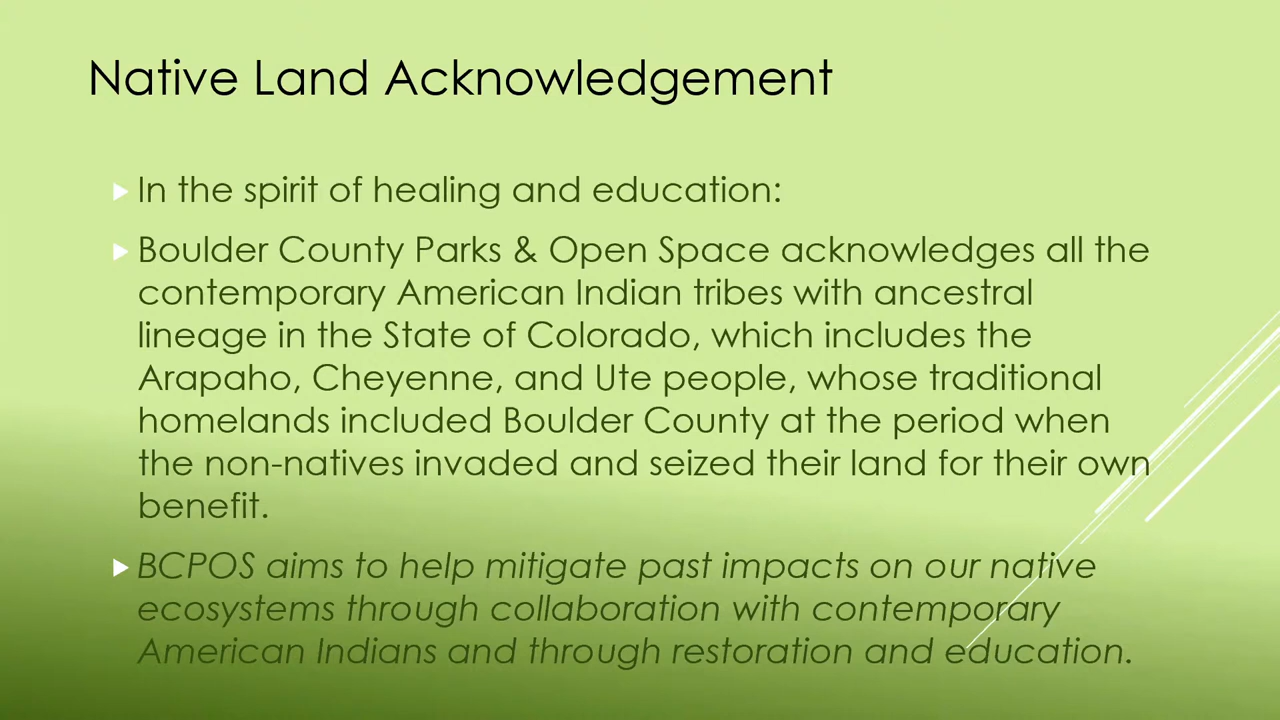 Native Land Acknowledgement
In the spirit of healing and education:
Boulder County Parks & Open Space acknowledges all the
contemporary American Indian tribes with ancestral
lineage in the State of Colorado, which includes the
Arapaho, Cheyenne, and Ute people, whose traditional
homelands included Boulder County at the period when
the non-natives invaded and seized their land for their own
benefit.
BCPOS aims to help mitigate past impacts on our native
ecosystems through collaboration with contemporary
American Indians and through restoration and education.